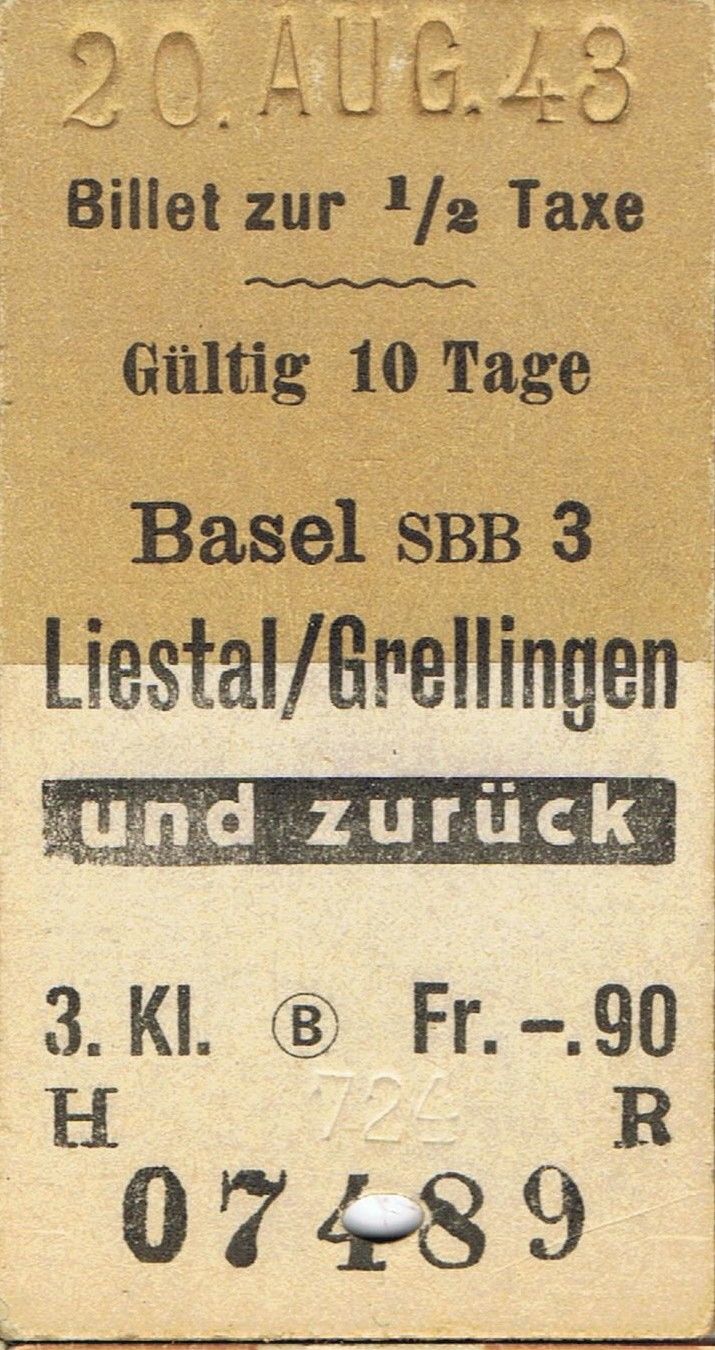 20. AUG. 43
Billet zur 1/2 Taxe
Gültig 10 Tage
Basel SBB 3
Liestal/Grellingen
und zurück
3. Kl. B Fr. -.90
H 724 R
07489